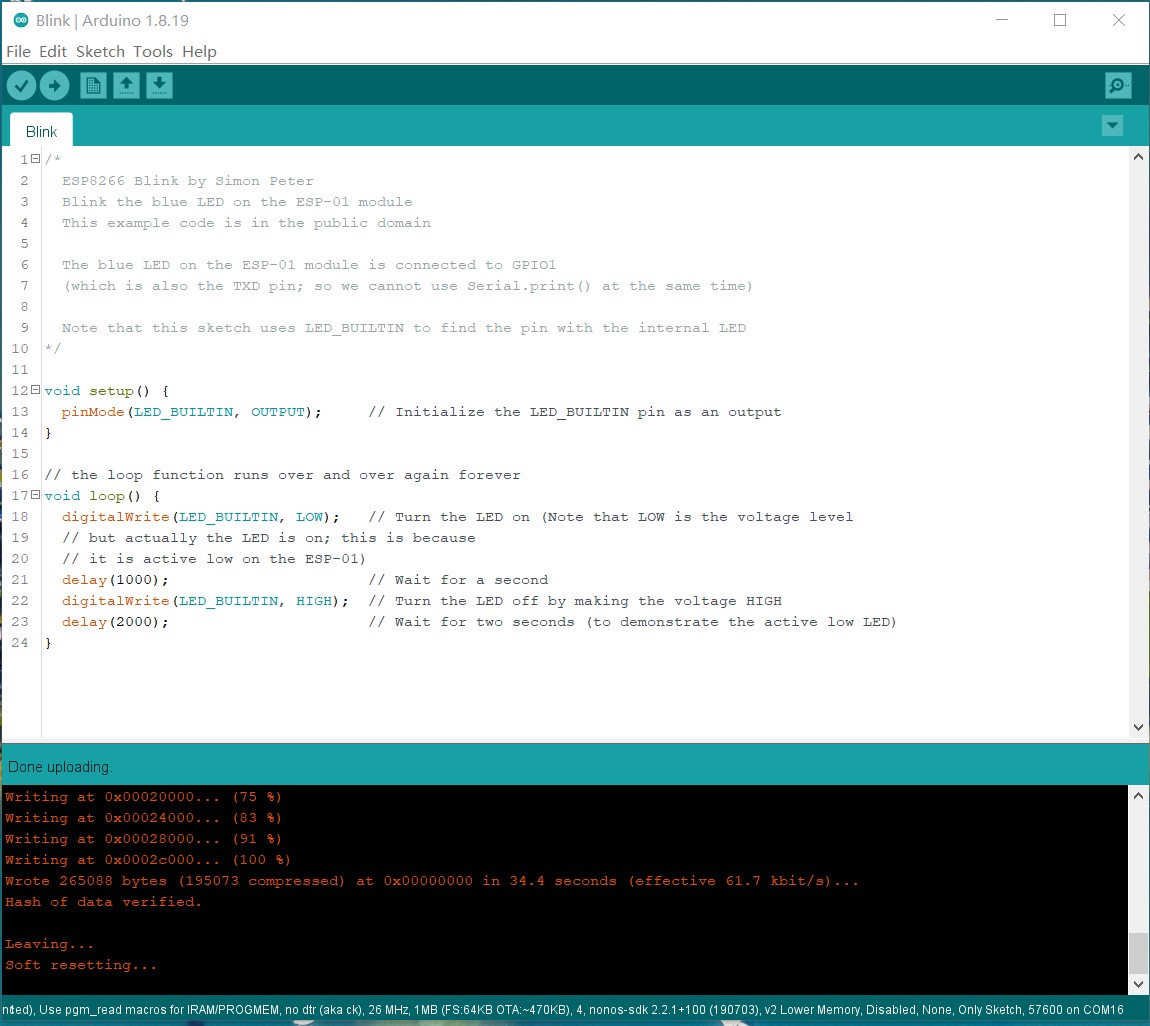 Blink | Arduino 1.8.19
File Edit Sketch Tools Help
Blink
1 /*
2 ESP8266 Blink by Simon Peter
3 Blink the blue LED on the ESP-01 module
4 This example code is in the public domain
5
6 The blue LED on the ESP-01 module is connected to GPIO1
7 (which is also the TXD pin; so we cannot use Serial.print() at the same time)
8
9 Note that this sketch uses LED_BUILTIN to find the pin with the internal LED
10 */
11
12 void setup() {
13 pinMode(LED_BUILTIN, OUTPUT); // Initialize the LED_BUILTIN pin as an output
14 }
15
16 // the loop function runs over and over again forever
17 void loop() {
18 digitalWrite(LED_BUILTIN, LOW); // Turn the LED on (Note that LOW is the voltage level
19 // but actually the LED is on; this is because
20 // it is active low on the ESP-01)
21 delay(1000); // Wait for a second
22 digitalWrite(LED_BUILTIN, HIGH); // Turn the LED off by making the voltage HIGH
23 delay(2000); // Wait for two seconds (to demonstrate the active low LED)
24 }
Done uploading.
Writing at 0x00020000... (75 %)
Writing at 0x00024000... (83 %)
Writing at 0x00028000... (91 %)
Writing at 0x0002c000... (100 %)
Wrote 265088 bytes (195073 compressed) at 0x00000000 in 34.4 seconds (effective 61.7 kbit/s)...
Hash of data verified.
Leaving...
Soft resetting...
nted), Use pgm_read macros for IRAM/PROGMEM, no dtr (aka ck), 26 MHz, 1MB (FS:64KB OTA:~470KB), 4, nonos-sdk 2.2.1+100 (190703), v2 Lower Memory, Disabled, None, Only Sketch, 57600 on COM16